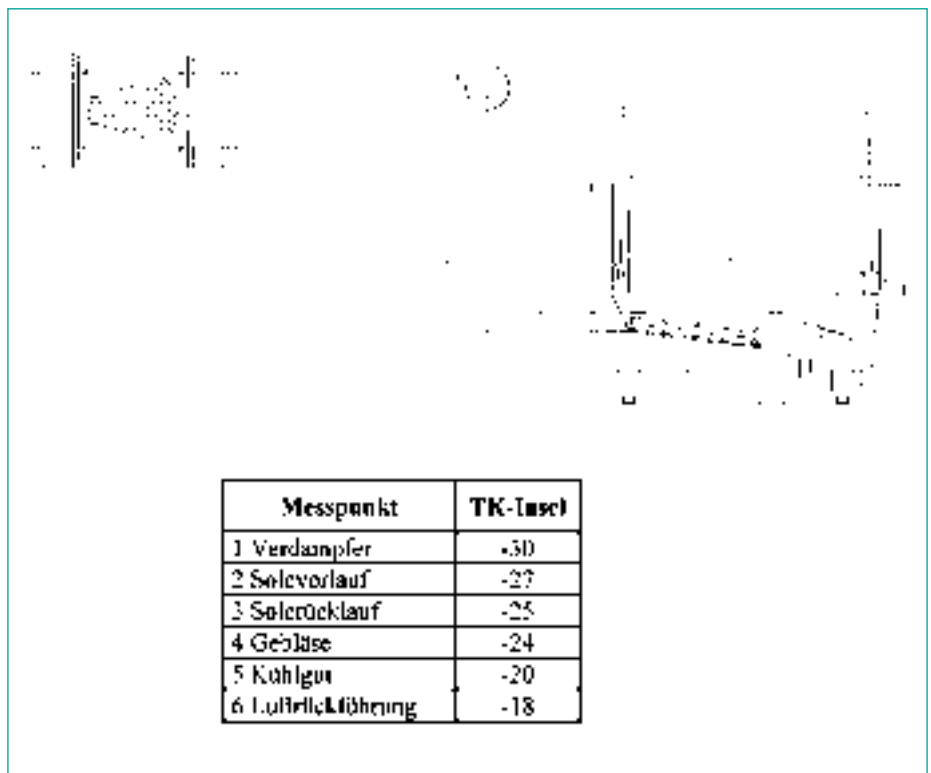 Messpunkt TK-Insel
1 Verdampfer -30
2 Solevorlauf -27
3 Solerücklauf -25
4 Gebläse -24
5 Kühlgut -20
6 Luftrückführung -18